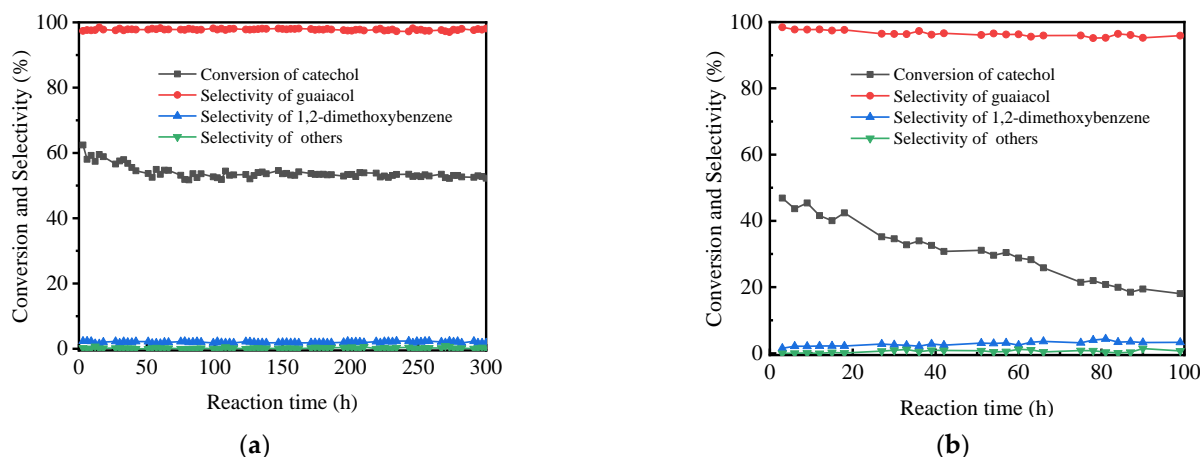 Conversion and Selectivity (%)
100
80
60
40
20
0
Conversion of catechol
Selectivity of guaiacol
Selectivity of 1,2-dimethoxybenzene
Selectivity of others
0 50 100 150 200 250 300
Reaction time (h)
(a)
Conversion and Selectivity (%)
100
80
60
40
20
0
Conversion of catechol
Selectivity of guaiacol
Selectivity of 1,2-dimethoxybenzene
Selectivity of others
0 20 40 60 80 100
Reaction time (h)
(b)